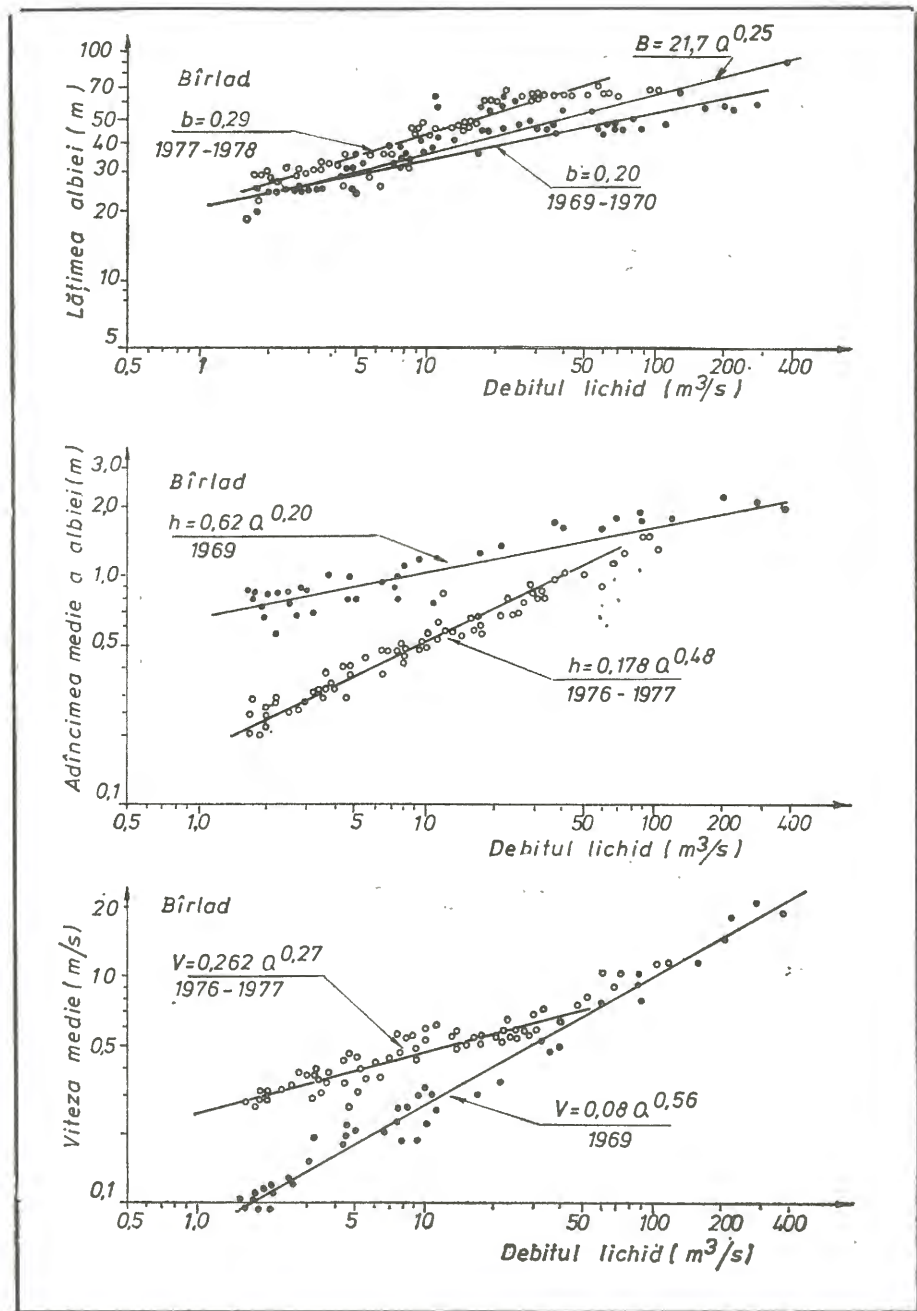 Lățimea albiei (m)
100
70
50
40
30
20
10
5
Bîrlad
b=0,29
1977-1978
B=21,7 Q^0,25
b=0,20
1969-1970
0,5 1 5 10 50 100 200 400
Debitul lichid (m³/s)
Adîncimea medie a albiei (m)
3,0
2,0
1,0
0,5
0,1
Bîrlad
h=0,62 Q^0,20
1969
h=0,178 Q^0,48
1976-1977
0,5 1,0 5 10 50 100 200 400
Debitul lichid (m³/s)
Viteza medie (m/s)
20
10
0,5
0,1
Bîrlad
V=0,262 Q^0,27
1976-1977
V=0,08 Q^0,56
1969
0,5 1,0 5 10 50 100 200 400
Debitul lichid (m³/s)